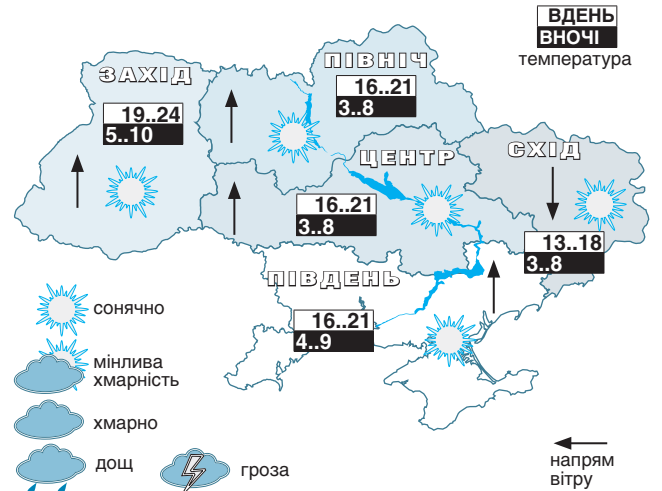 ВДЕНЬ
ВНОЧІ
температура
ЗАХІД
19..24
5..10
ПІВНІЧ
16..21
3..8
ЦЕНТР
16..21
3..8
СХІД
13..18
3..8
ПІВДЕНЬ
16..21
4..9
сонячно
мінлива
хмарність
хмарно
дощ
гроза
напрям
вітру